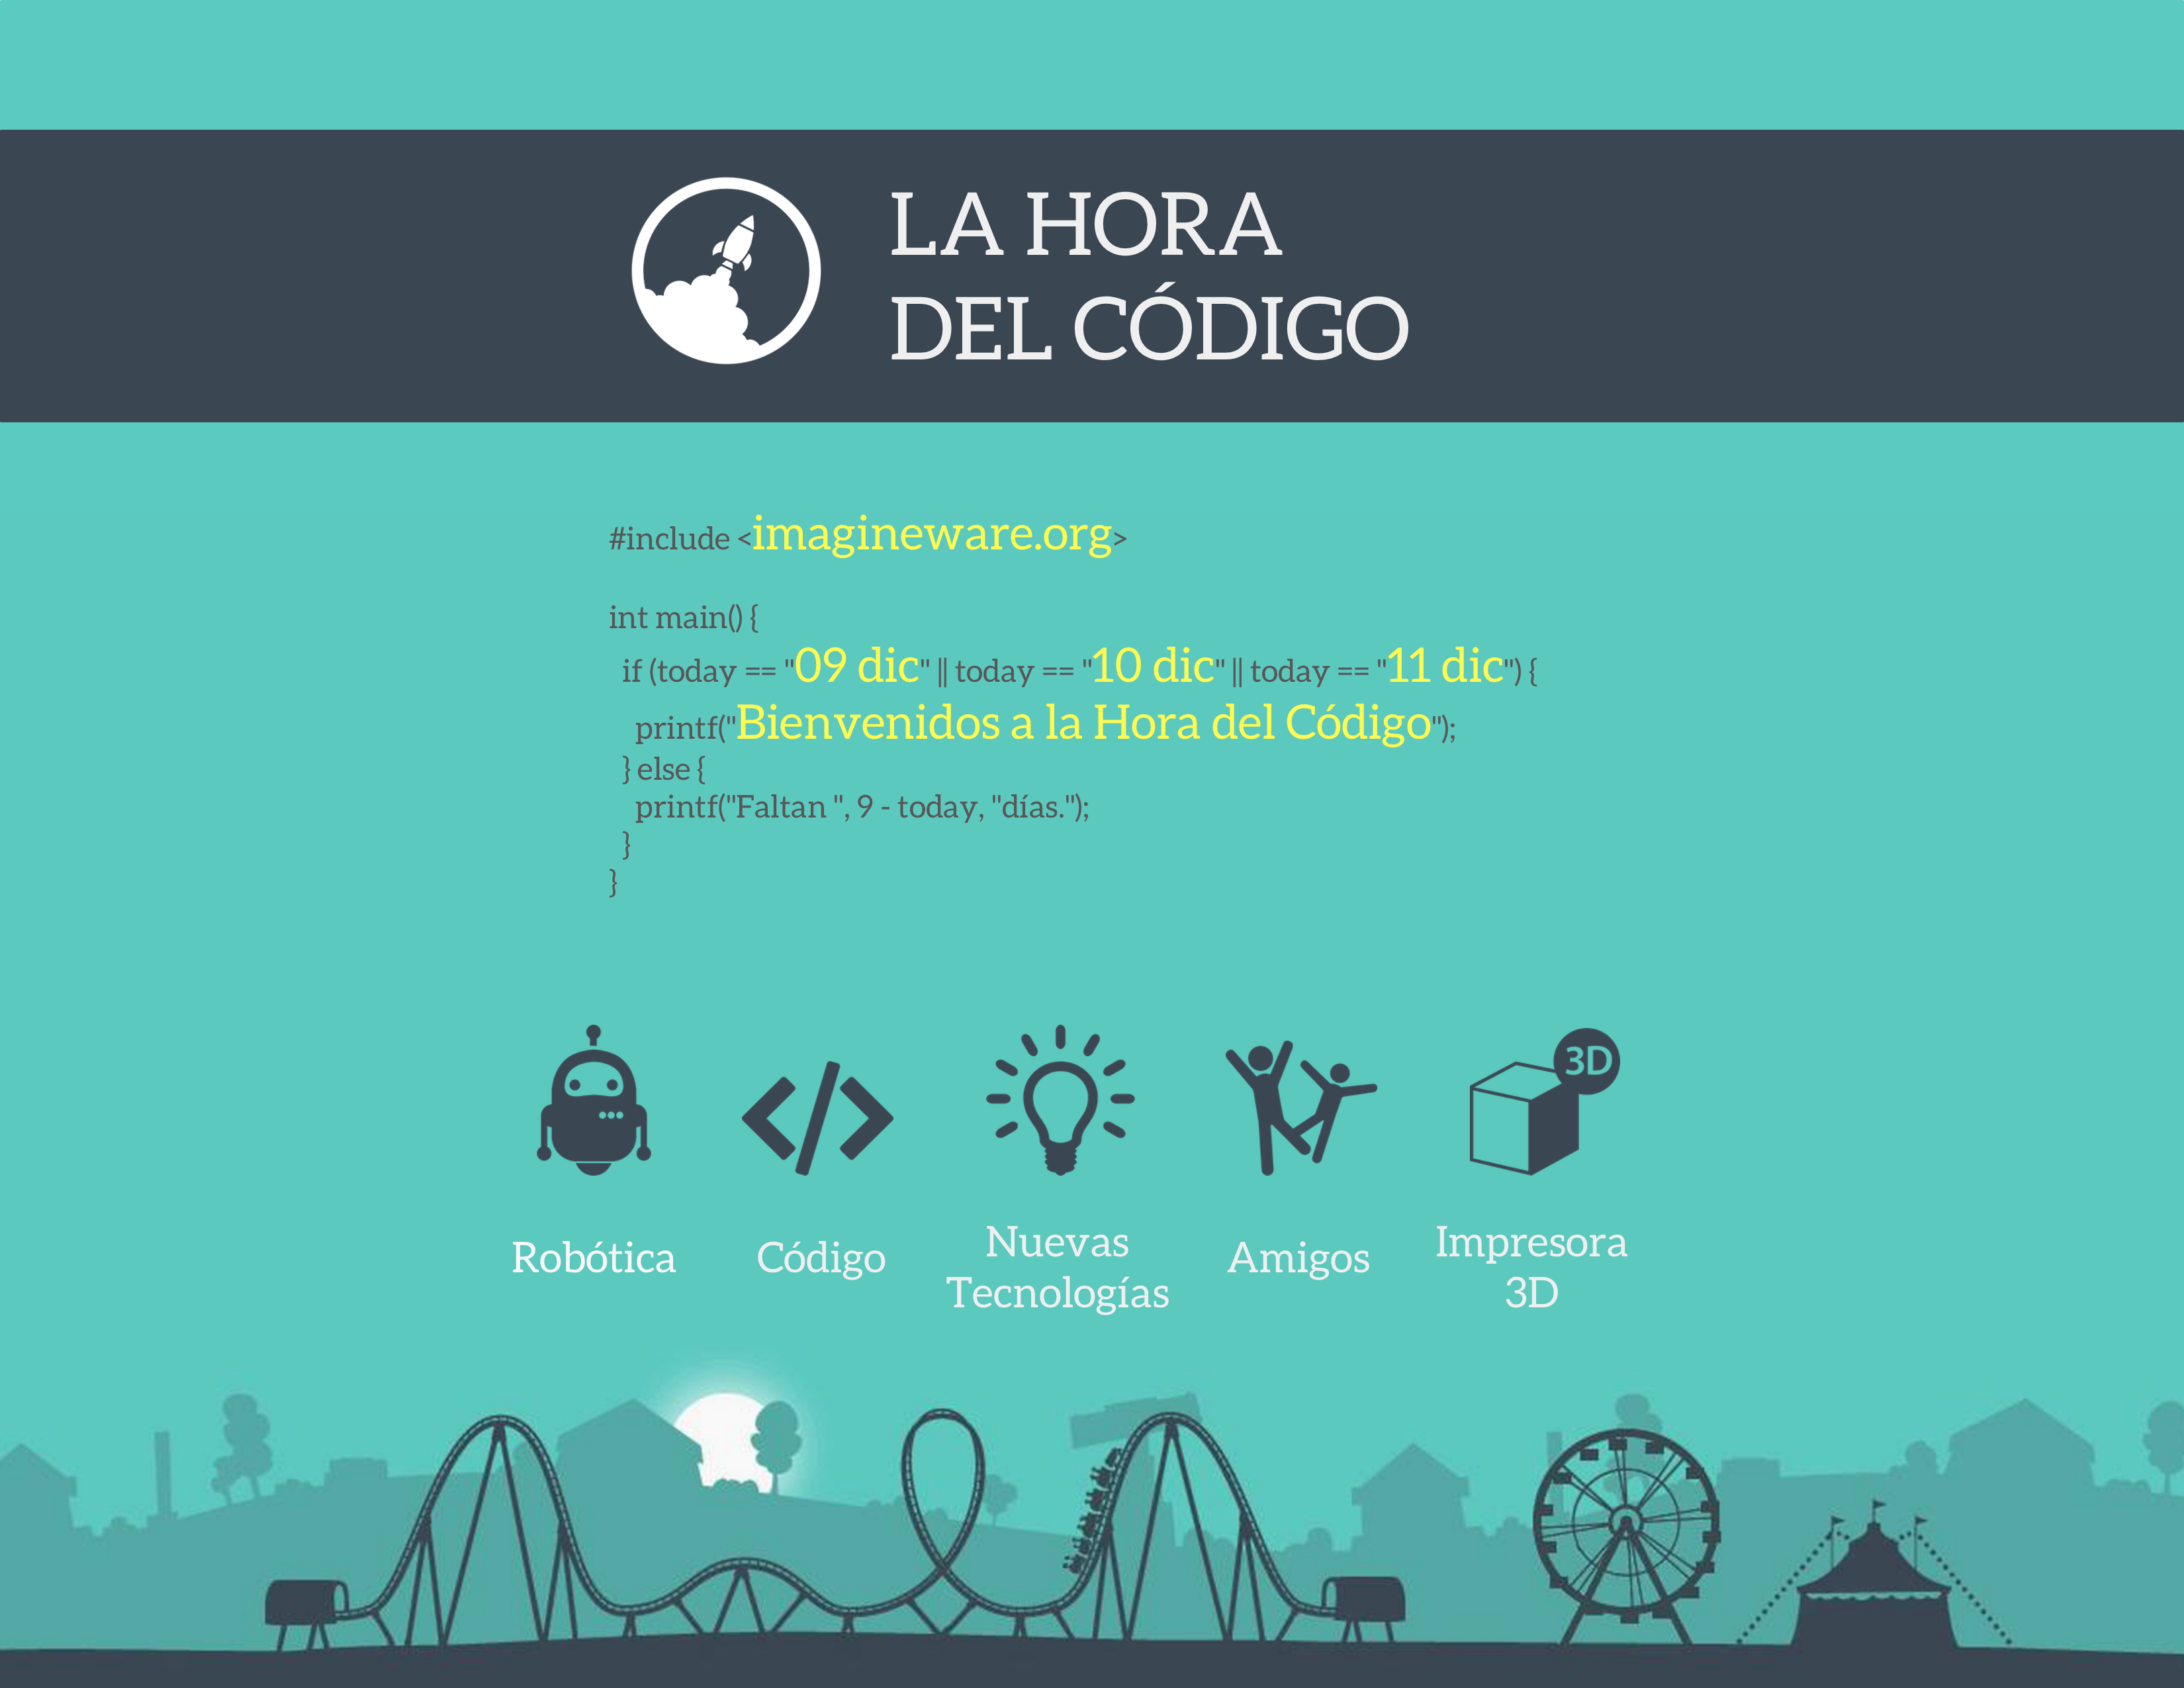 LA HORA
DEL CÓDIGO
#include <imagineware.org>
int main() {
if (today == "09 dic" || today == "10 dic" || today == "11 dic") {
printf("Bienvenidos a la Hora del Código");
} else {
printf("Faltan ", 9 - today, "días.");
}
}
3D
Robótica
Código
Nuevas
Tecnologías
Amigos
Impresora
3D